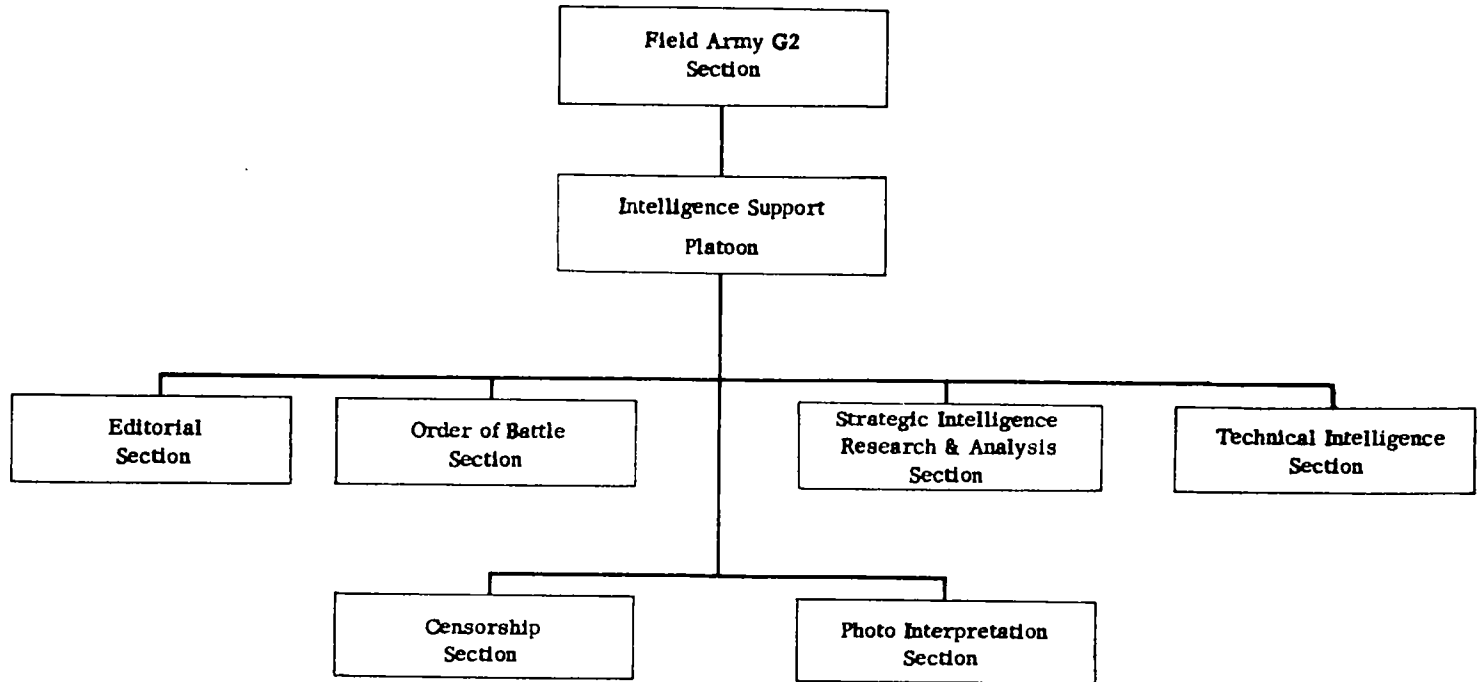 Field Army G2
Section
Intelligence Support
Platoon
Editorial
Section
Order of Battle
Section
Strategic Intelligence
Research & Analysis
Section
Technical Intelligence
Section
Censorship
Section
Photo Interpretation
Section